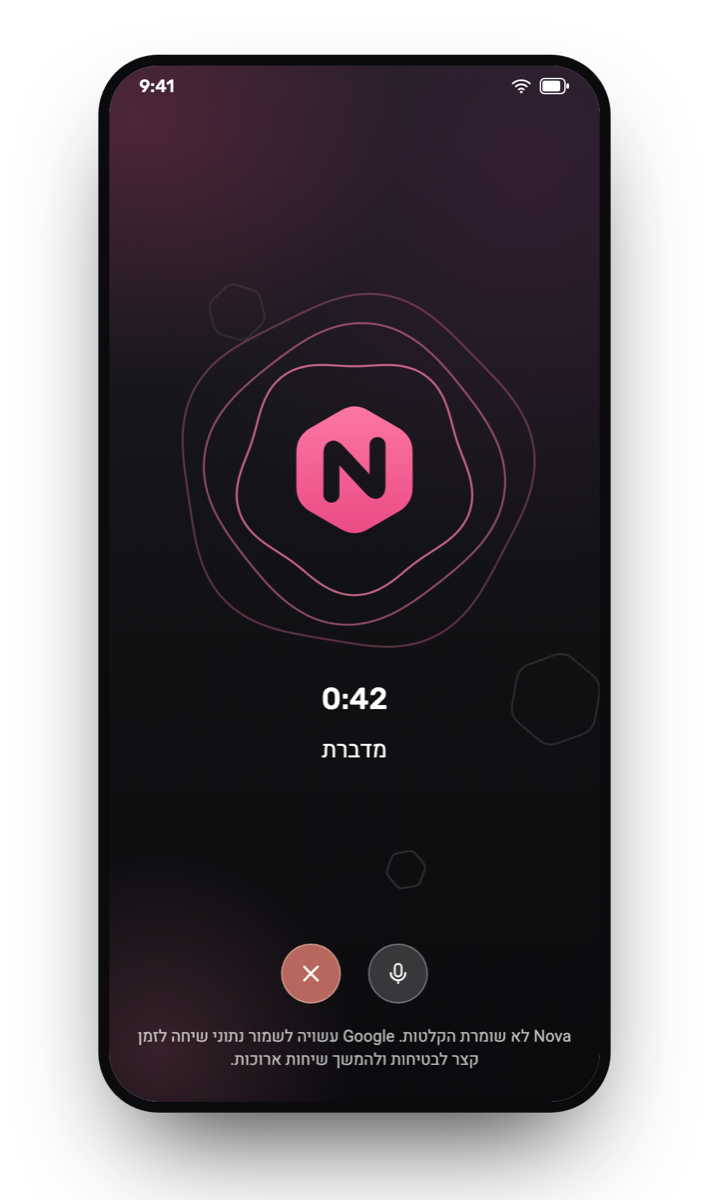 9:41
N
0:42
מדברת
Nova לא שומרת הקלטות. Google עשויה לשמור נתוני שיחה לזמן
קצר לבטיחות ולהמשך שיחות ארוכות.